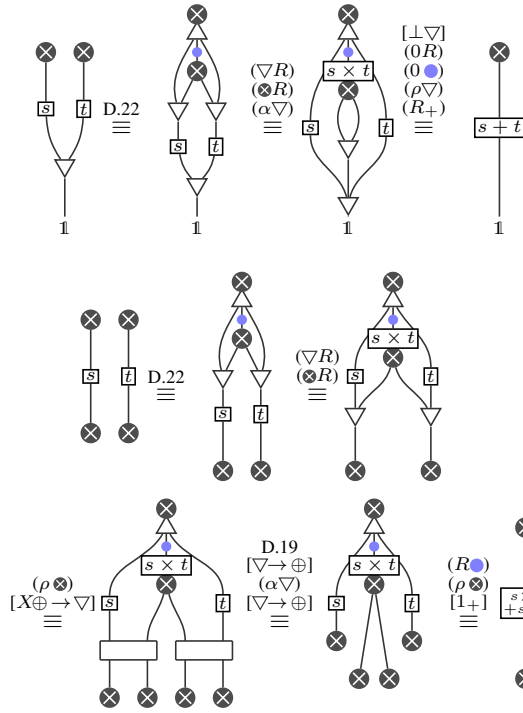 [⊥▽]
(▽R) (0R)
s × t (0 ●)
s t D.22 (⊗R) (ρ▽)
≡ (α▽) (R₊)
s t ≡ s t ≡ s + t
𝟙 𝟙 𝟙 𝟙
(▽R)
s t D.22 (⊗R) s × t
≡ s t ≡ s t
D.19
(ρ ⊗) s × t [▽→ ⊕] s × t (R●)
[X⊕ → ▽] s t (α▽) s t (ρ ⊗)
≡ [▽→ ⊕] [1₊]
≡ ≡